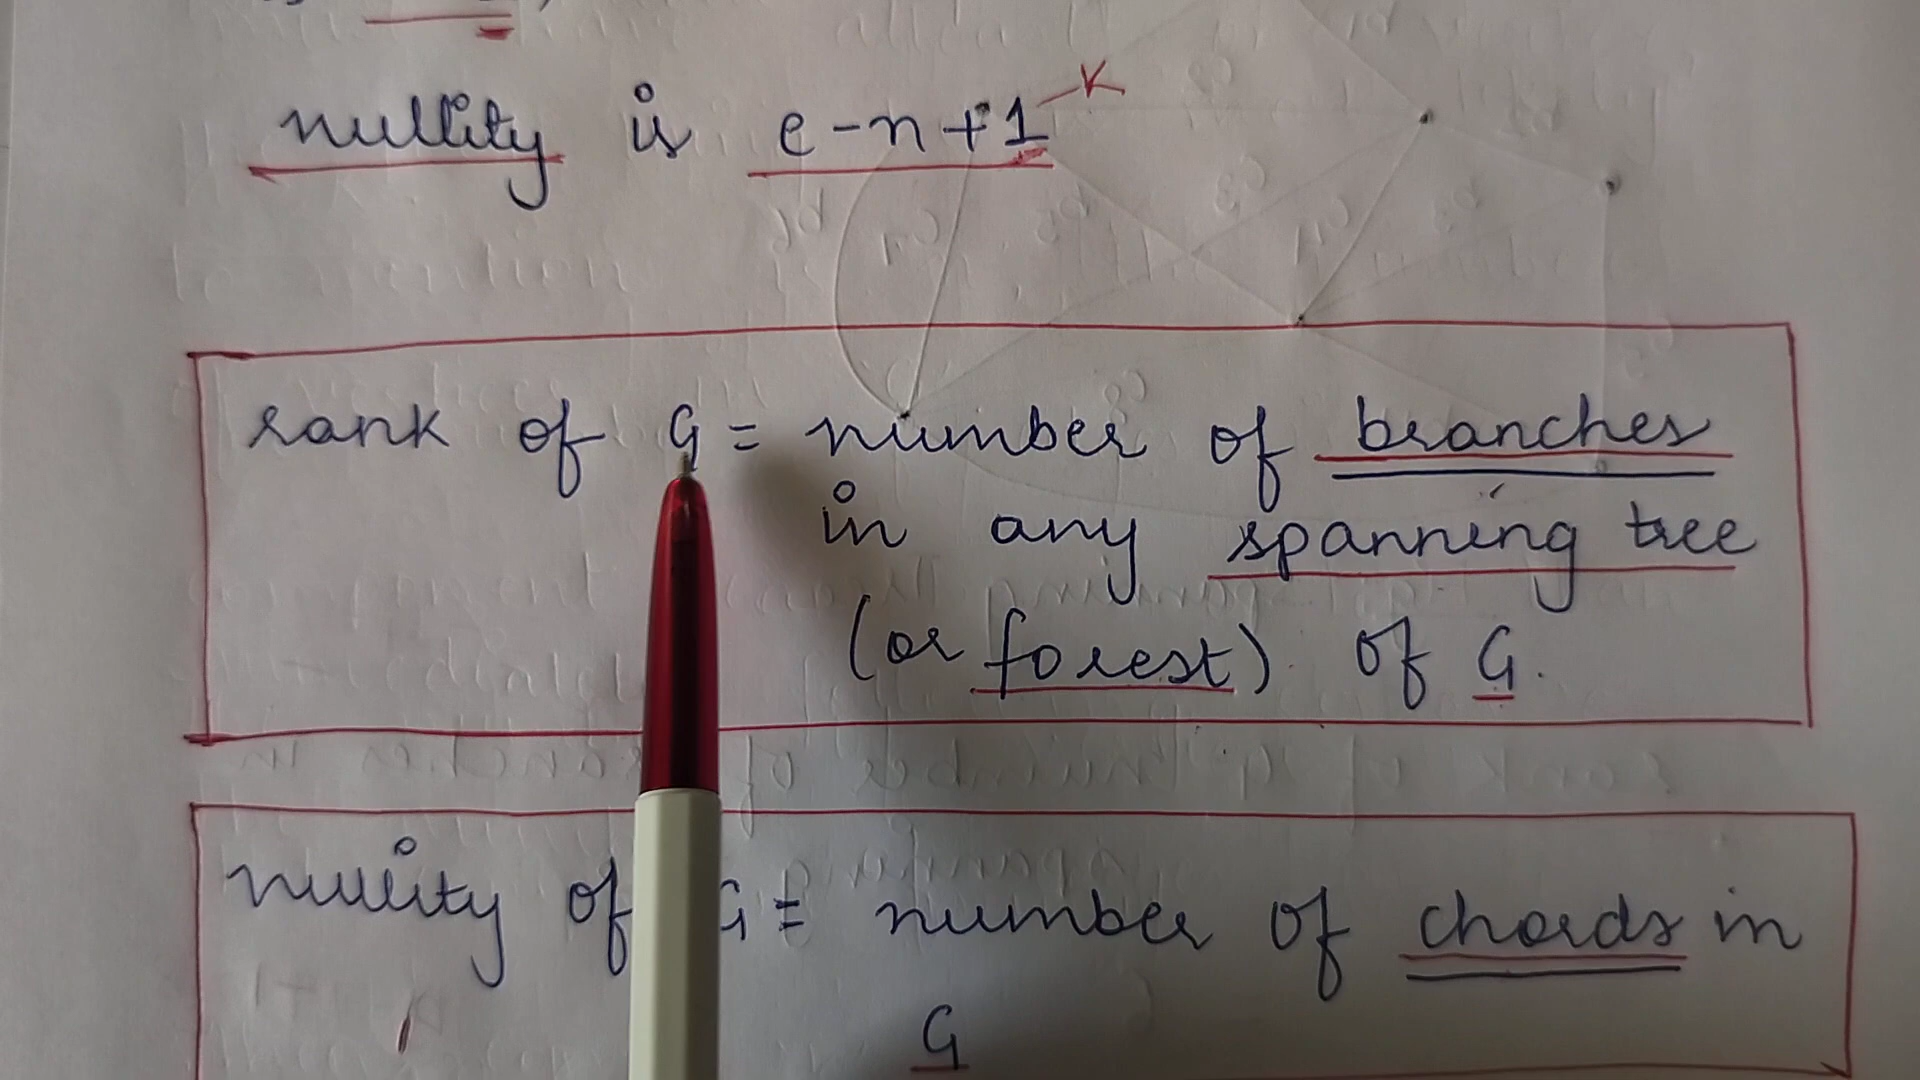 K
nullity is e-n+1
rank of G = number of branches
in any spanning tree
(or forest) of G.
nullity of G = number of chords in
G